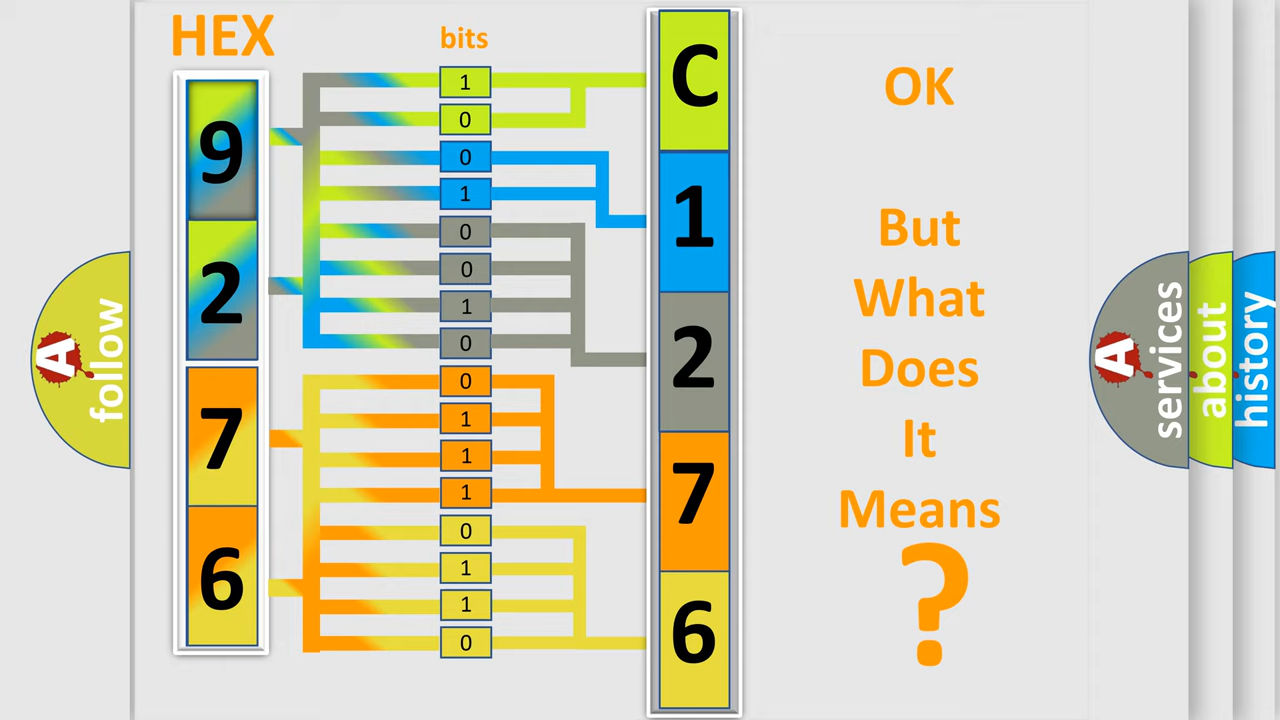 HEX
bits
9
2
7
6
1
0
0
1
0
0
1
0
0
1
1
1
0
1
1
0
C
1
2
7
6
OK
But
What
Does
It
Means
?
A
follow
A
services
about
history